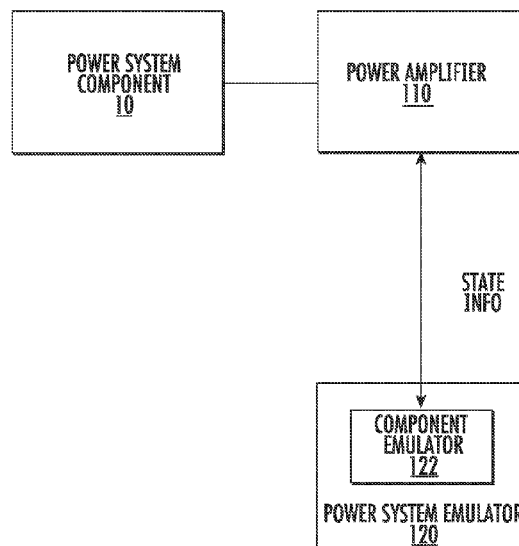 POWER SYSTEM
COMPONENT
10
POWER AMPLIFIER
110
STATE
INFO
COMPONENT
EMULATOR
122
POWER SYSTEM EMULATOR
120